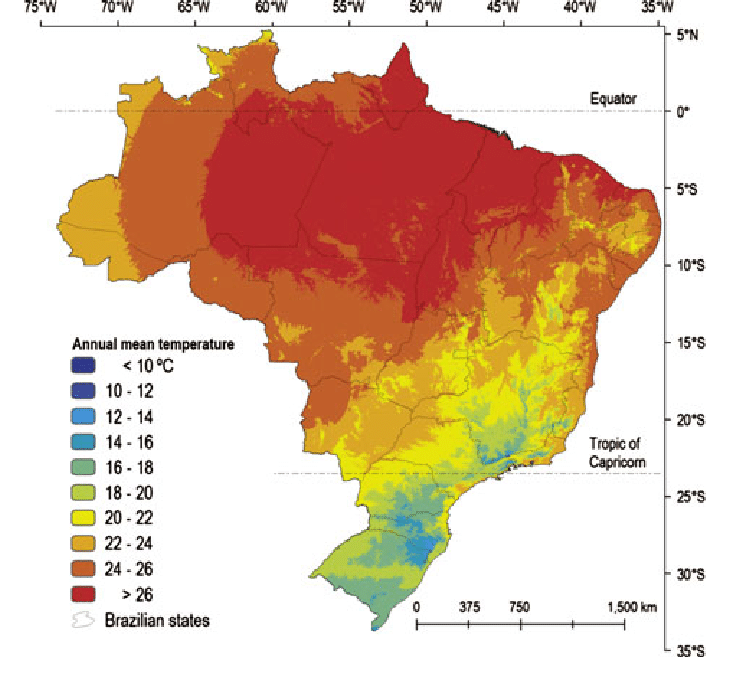 75°W 70°W 65°W 60°W 55°W 50°W 45°W 40°W 35°W
5°N
Equator
0°
5°S
10°S
15°S
20°S
Tropic of
Capricorn
25°S
30°S
35°S
Annual mean temperature
< 10 ºC
10 - 12
12 - 14
14 - 16
16 - 18
18 - 20
20 - 22
22 - 24
24 - 26
> 26
Brazilian states
0 375 750 1,500 km